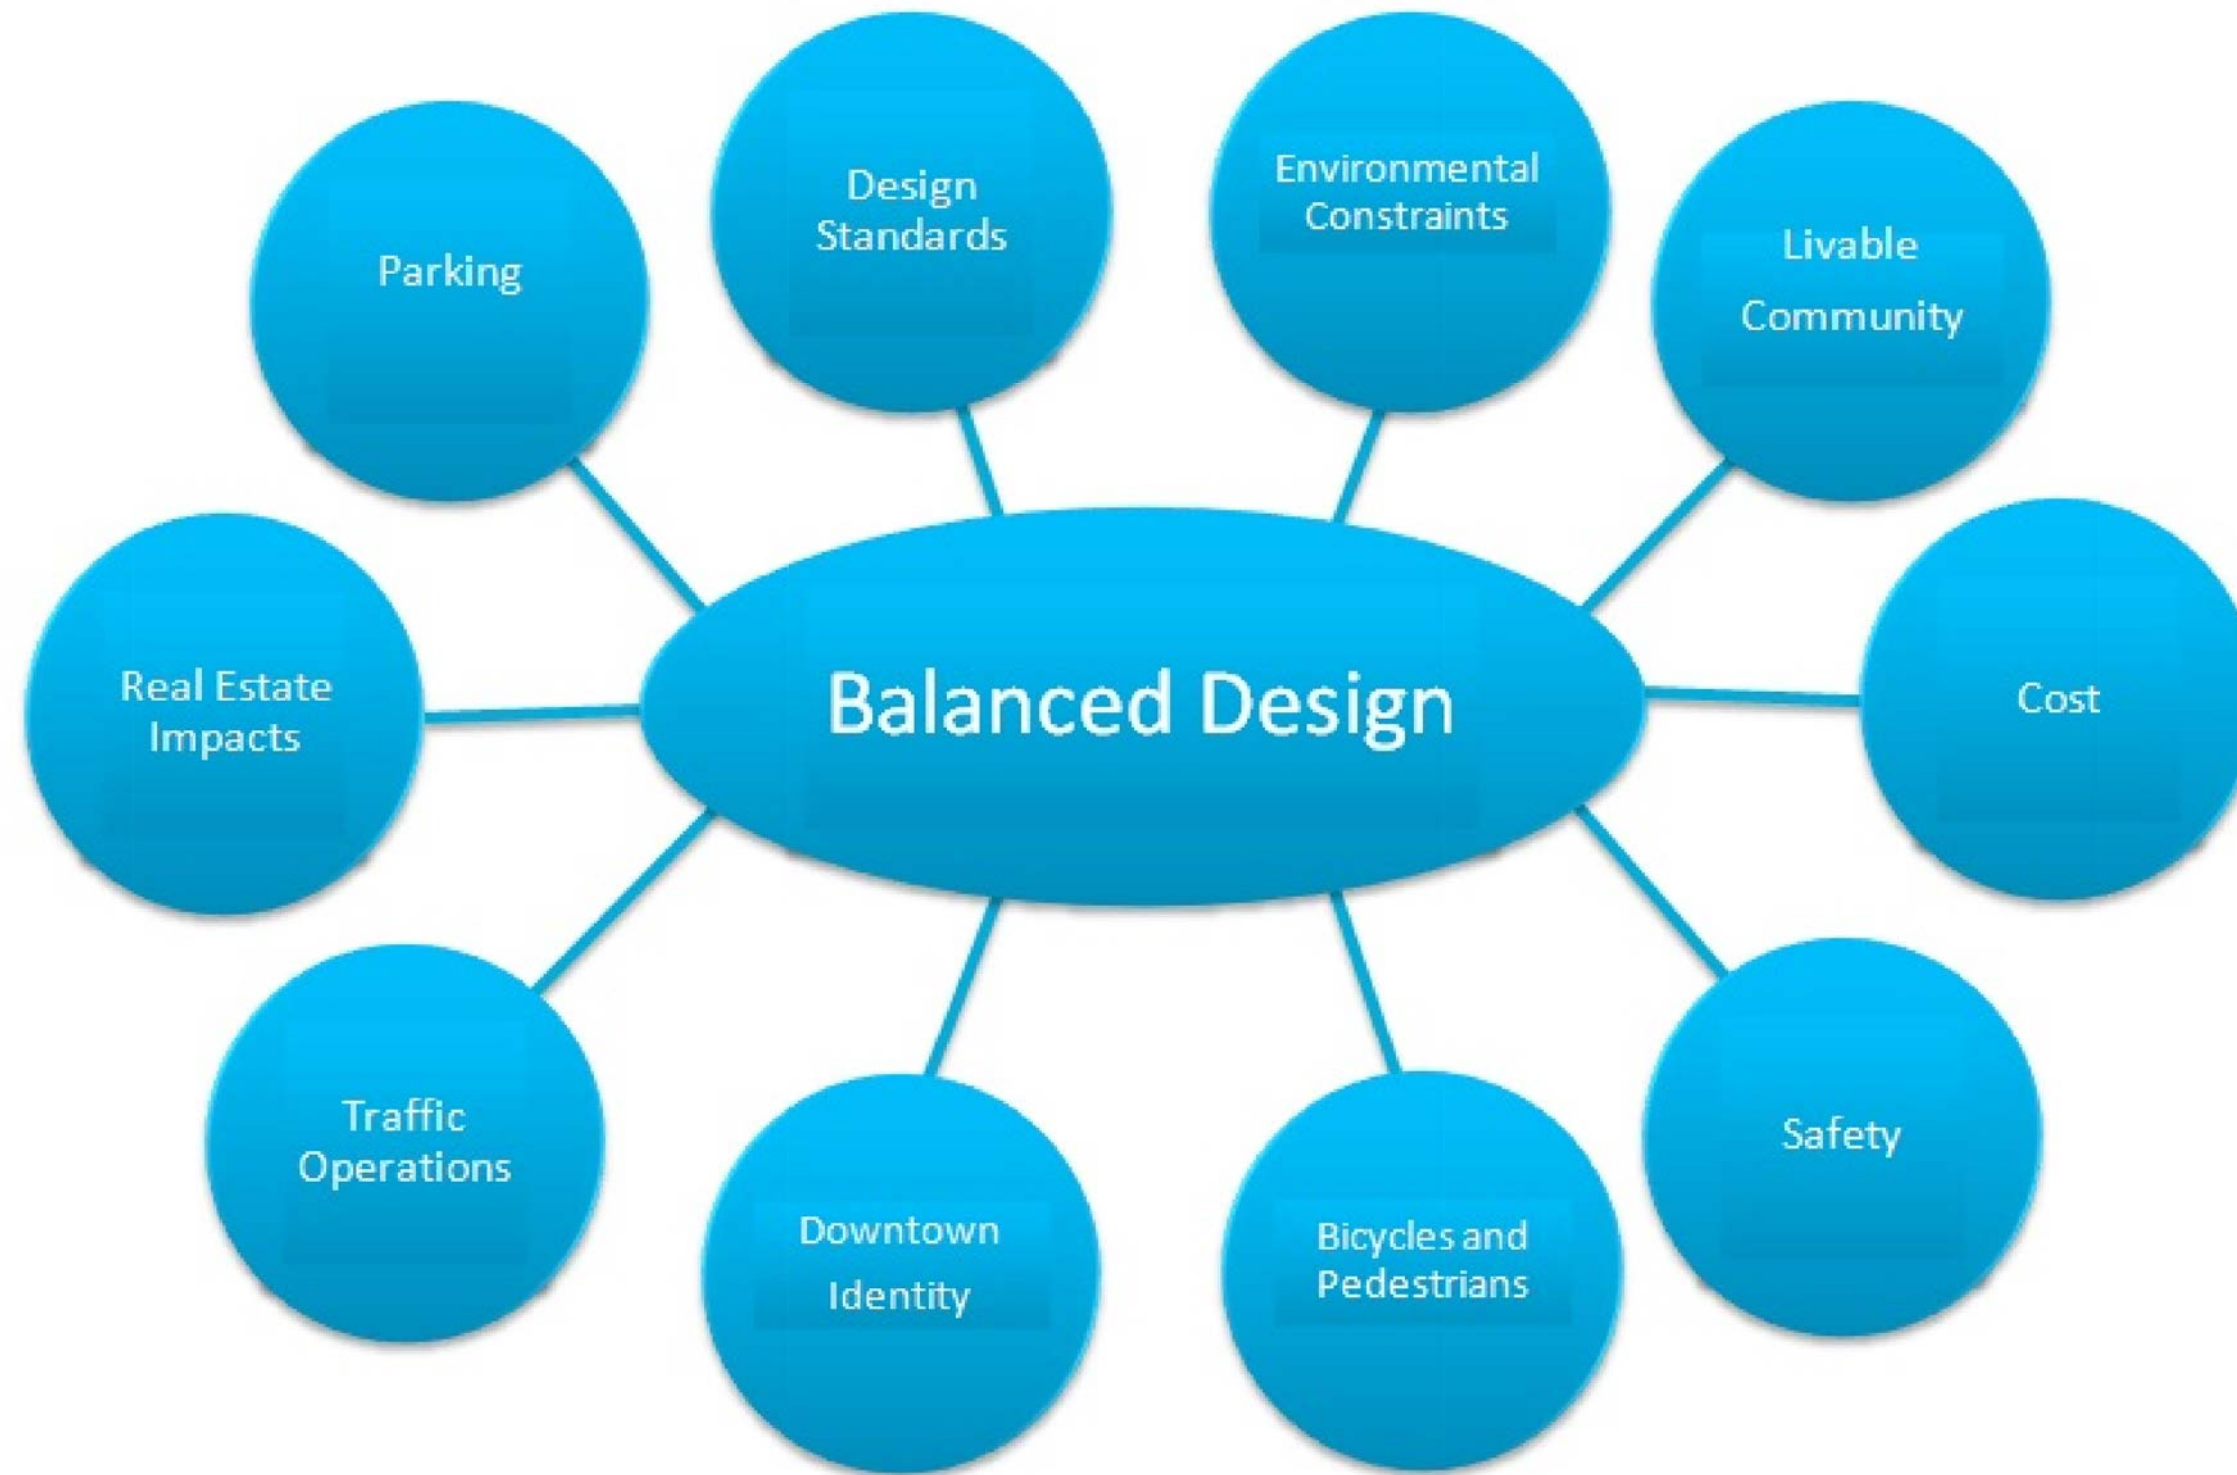 Design
Standards
Environmental
Constraints
Livable
Community
Parking
Real Estate
Impacts
Balanced Design
Cost
Traffic
Operations
Downtown
Identity
Bicycles and
Pedestrians
Safety